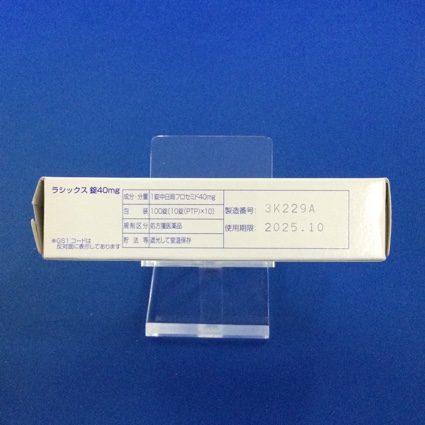 ラシックス 錠40mg
成分・分量 1錠中日局フロセミド40mg
包装 100錠(10錠(PTP)×10)
規制区分 処方箋医薬品
貯法等 遮光して室温保存
製造番号: 3K229A
使用期限: 2025.10
※GS1コードは
反対面に表示してあります